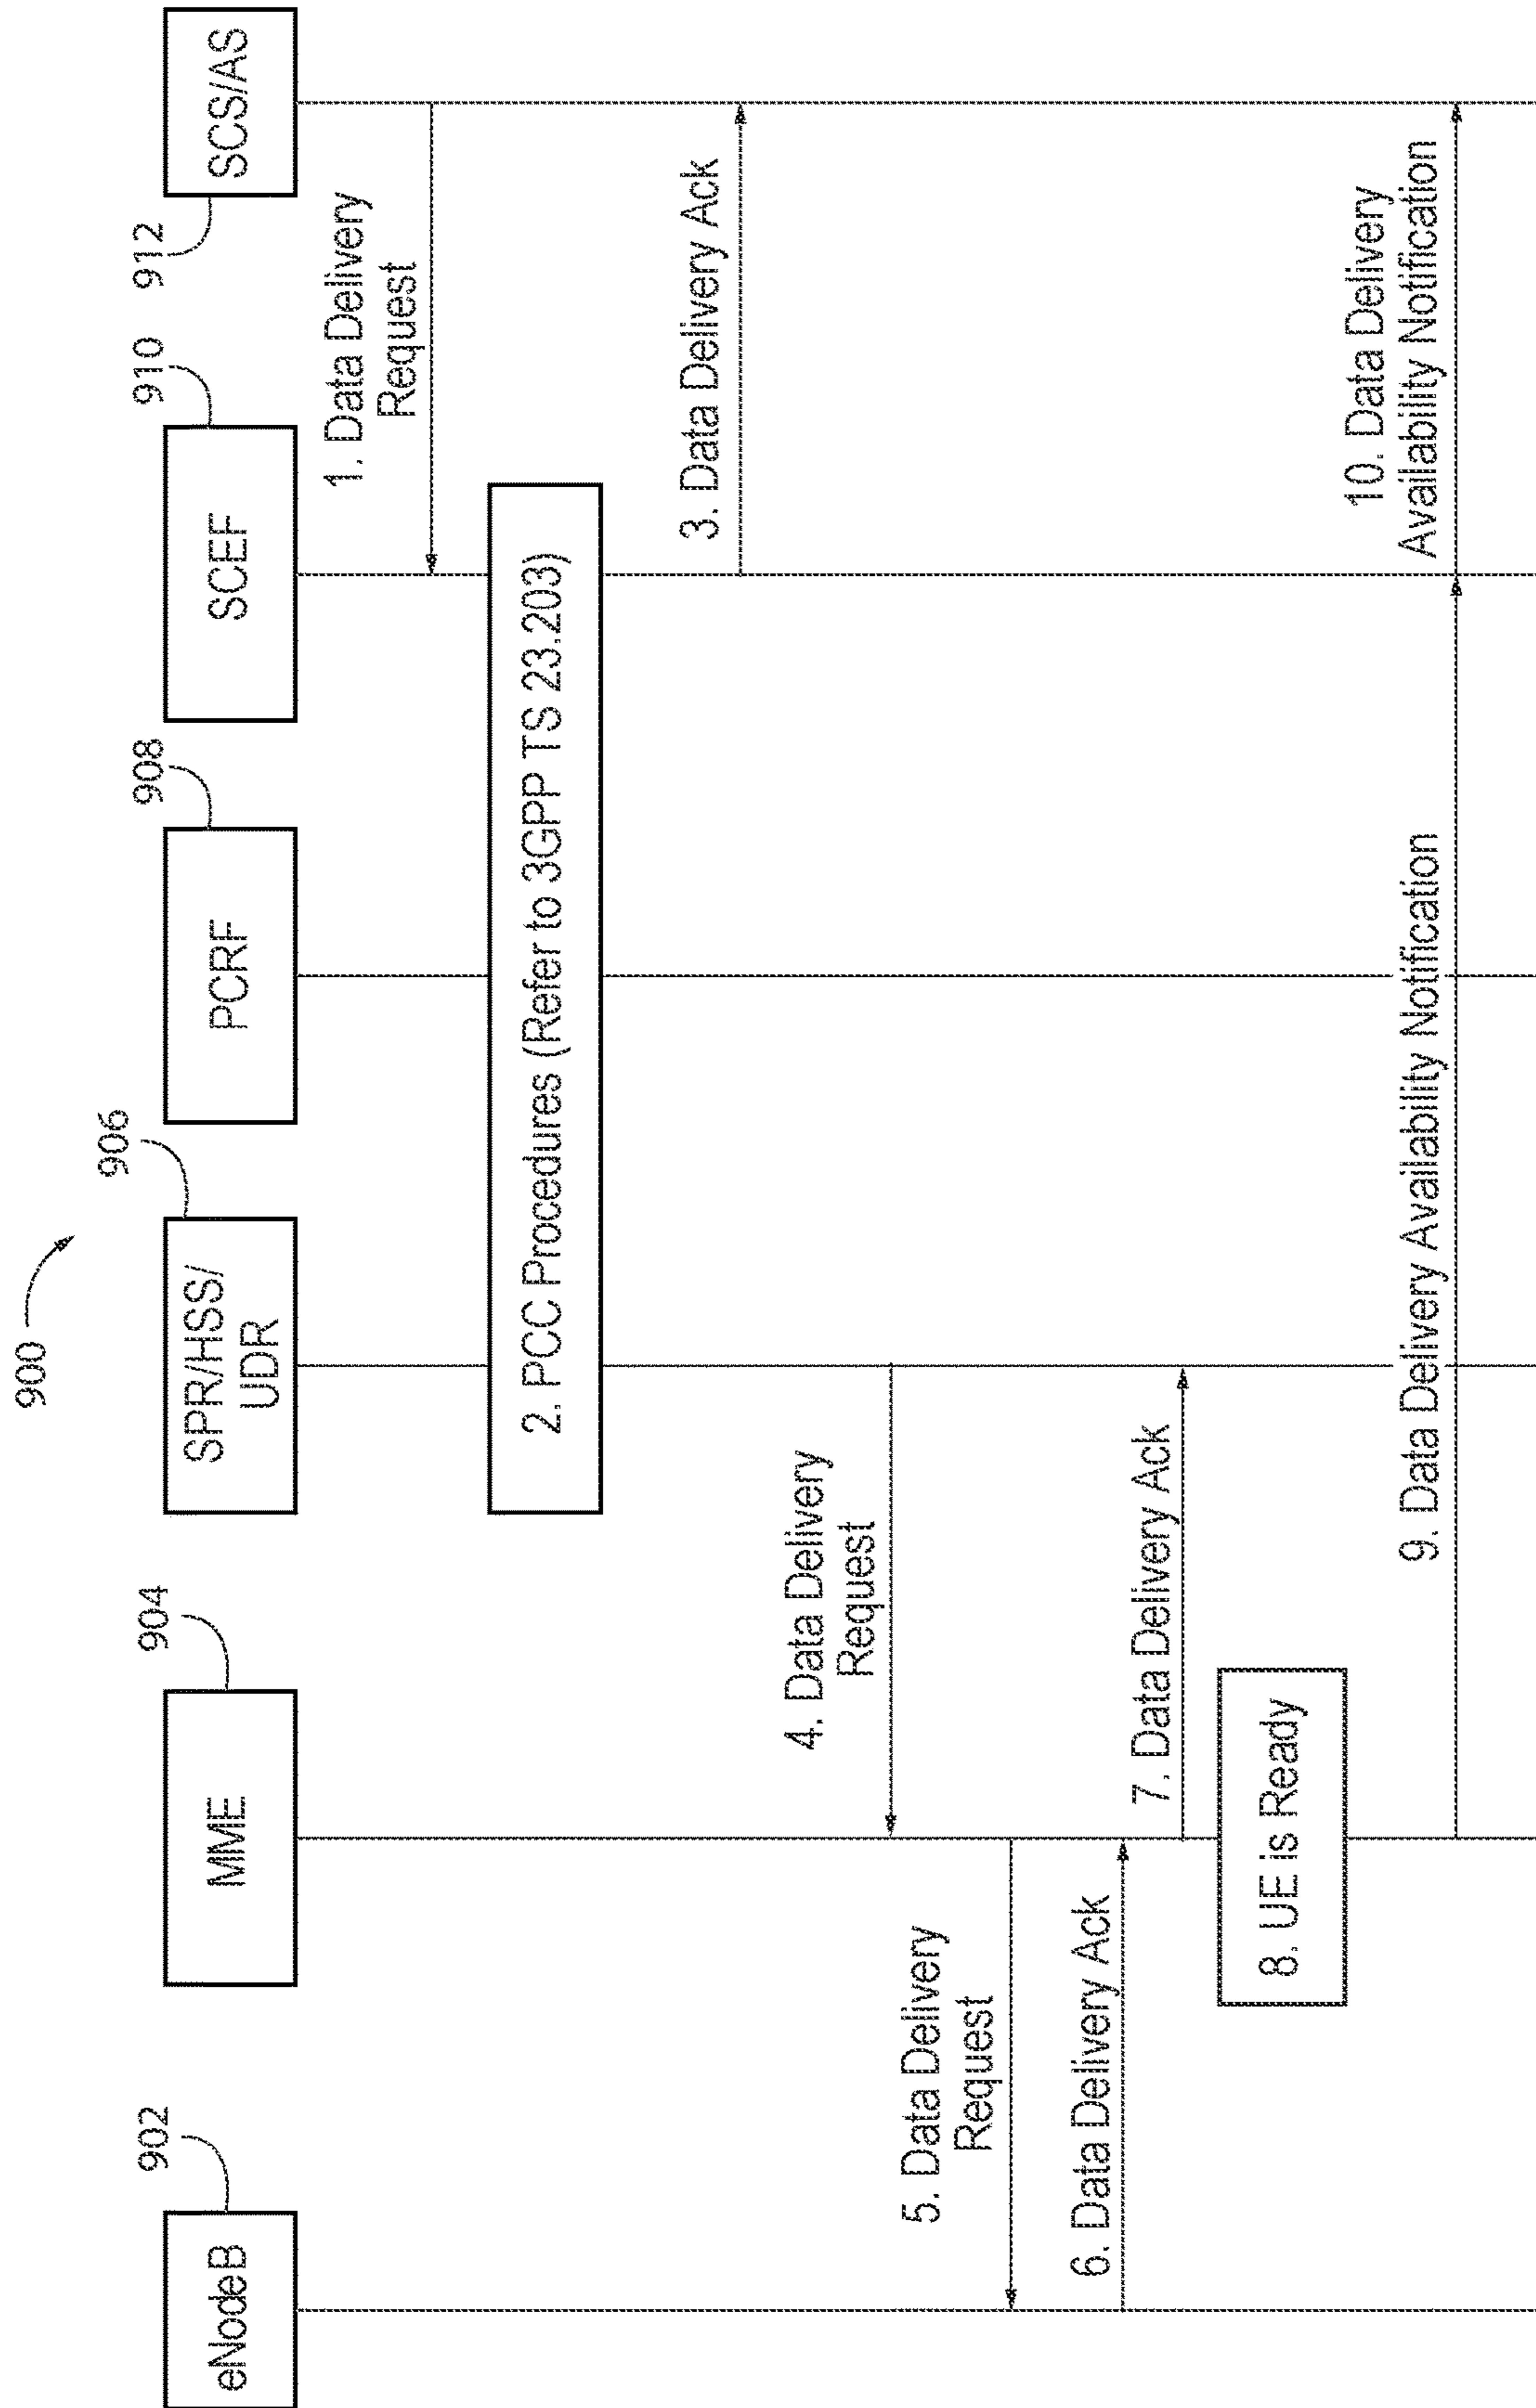 900
902
904
906
908
910
912
eNodeB
MME
SPR/HSS/
UDR
PCRF
SCEF
SCS/AS
1. Data Delivery
Request
2. PCC Procedures (Refer to 3GPP TS 23.203)
3. Data Delivery Ack
4. Data Delivery
Request
5. Data Delivery
Request
6. Data Delivery Ack
7. Data Delivery Ack
8. UE is Ready
9. Data Delivery Availability Notification
10. Data Delivery
Availability Notification